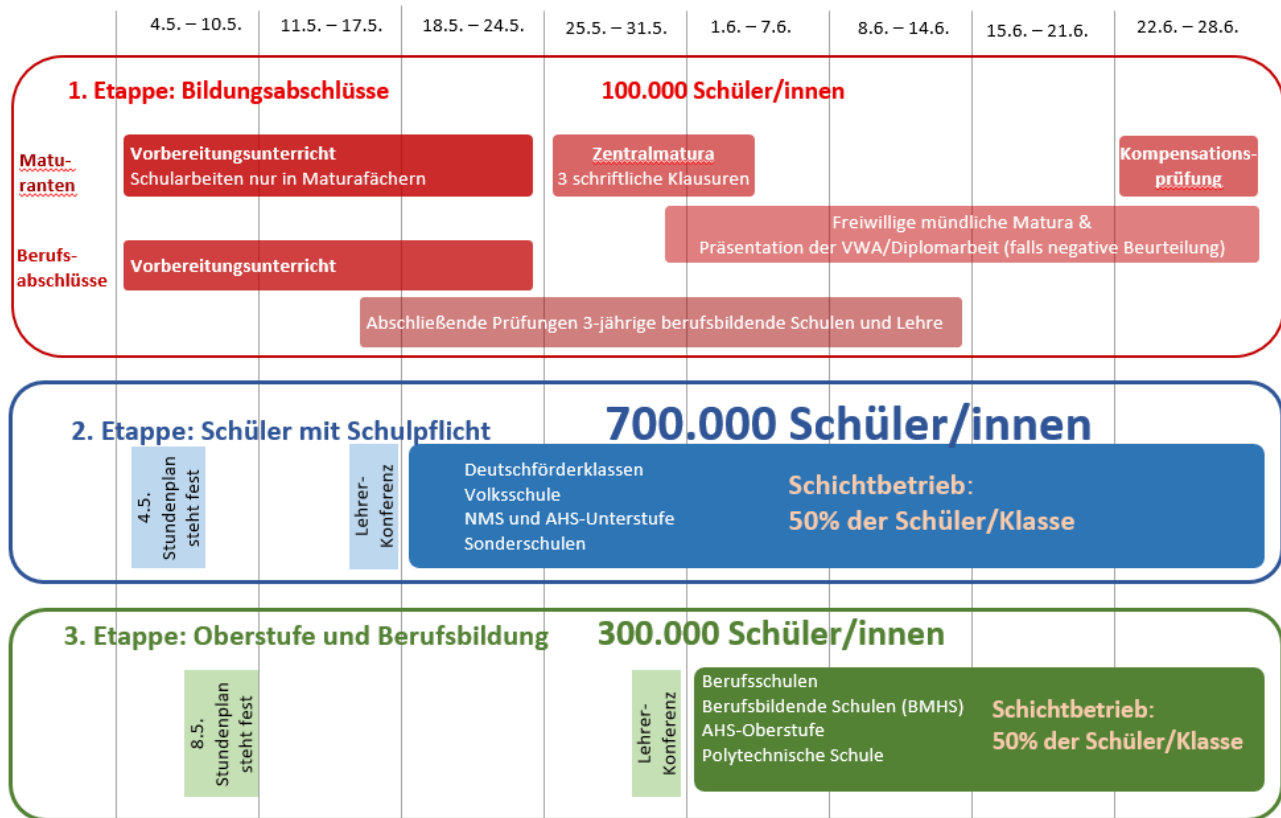 4.5. – 10.5.
11.5. – 17.5.
18.5. – 24.5.
25.5. – 31.5.
1.6. – 7.6.
8.6. – 14.6.
15.6. – 21.6.
22.6. – 28.6.
1. Etappe: Bildungsabschlüsse
100.000 Schüler/innen
Matu-
ranten
Vorbereitungsunterricht
Schularbeiten nur in Maturafächern
Zentralmatura
3 schriftliche Klausuren
Kompensations-
prüfung
Freiwillige mündliche Matura &
Präsentation der VWA/Diplomarbeit (falls negative Beurteilung)
Berufs-
abschlüsse
Vorbereitungsunterricht
Abschließende Prüfungen 3-jährige berufsbildende Schulen und Lehre
2. Etappe: Schüler mit Schulpflicht
700.000 Schüler/innen
4.5.
Stundenplan
steht fest
Lehrer-
Konferenz
Deutschförderklassen
Volksschule
NMS und AHS-Unterstufe
Sonderschulen
Schichtbetrieb:
50% der Schüler/Klasse
3. Etappe: Oberstufe und Berufsbildung
300.000 Schüler/innen
8.5.
Stundenplan
steht fest
Lehrer-
Konferenz
Berufsschulen
Berufsbildende Schulen (BMHS)
AHS-Oberstufe
Polytechnische Schule
Schichtbetrieb:
50% der Schüler/Klasse